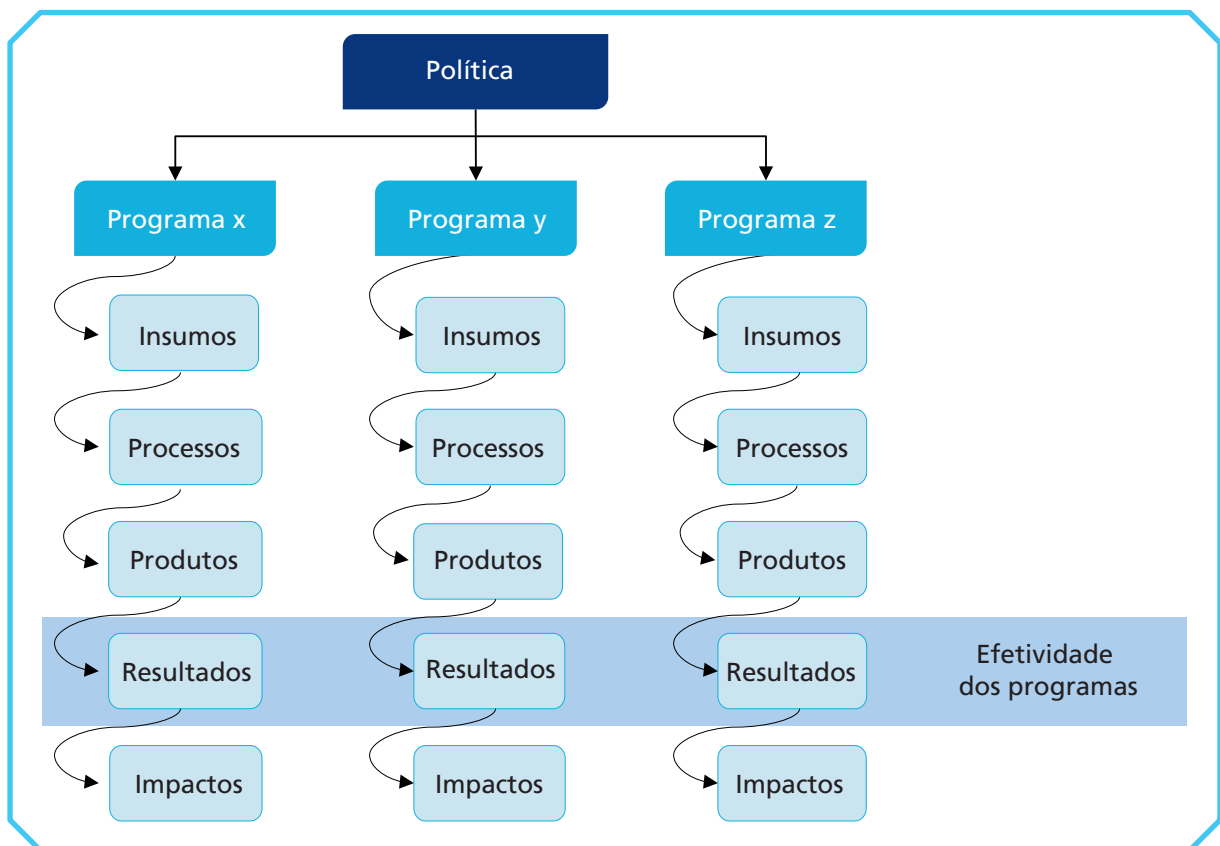 Política
Programa x
Programa y
Programa z
Insumos
Insumos
Insumos
Processos
Processos
Processos
Produtos
Produtos
Produtos
Resultados
Resultados
Resultados
Efetividade
dos programas
Impactos
Impactos
Impactos